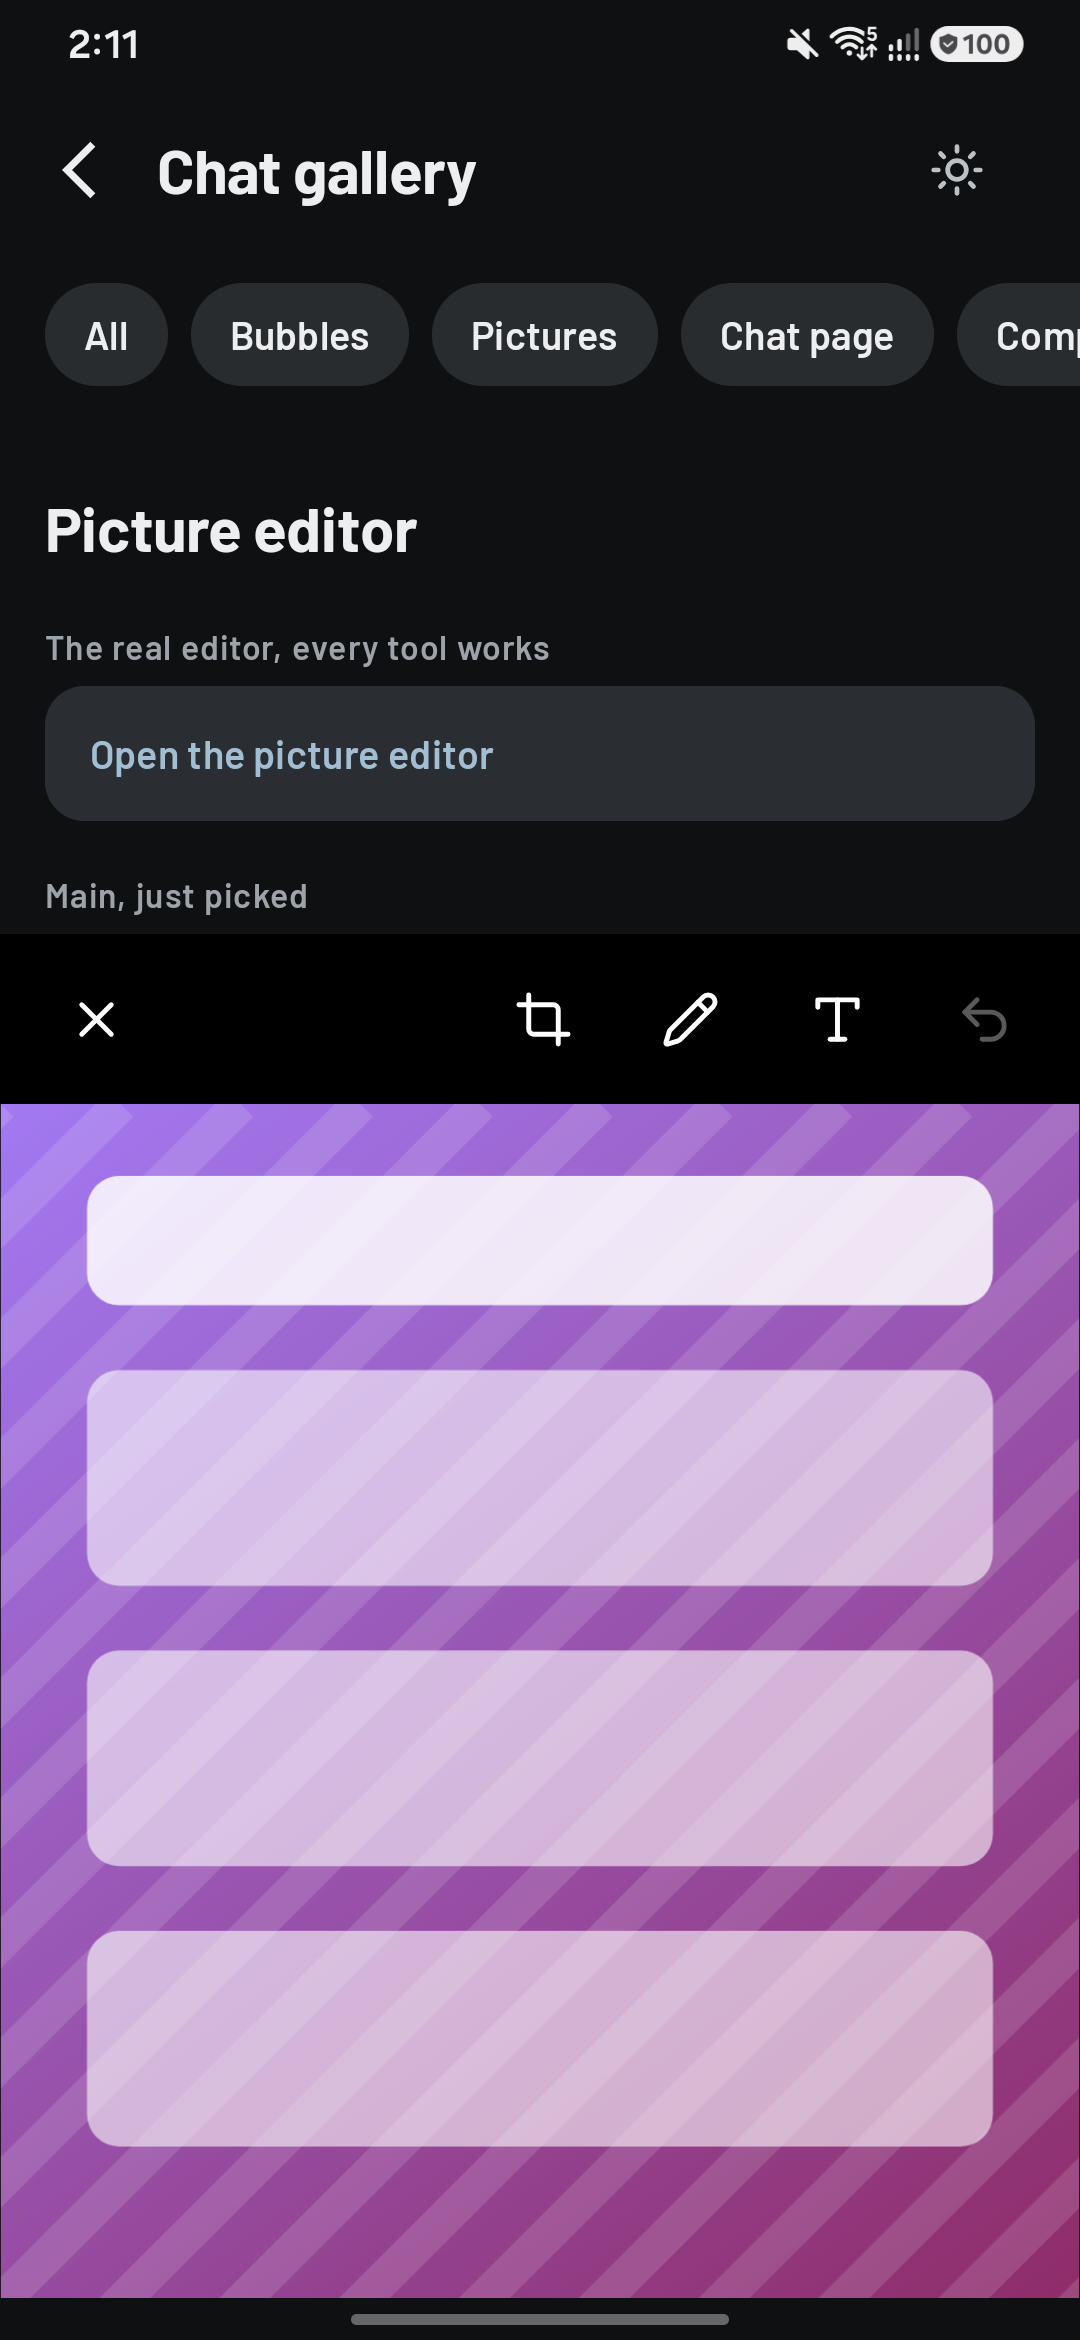 2:11
5
100
Chat gallery
All
Bubbles
Pictures
Chat page
Picture editor
The real editor, every tool works
Open the picture editor
Main, just picked